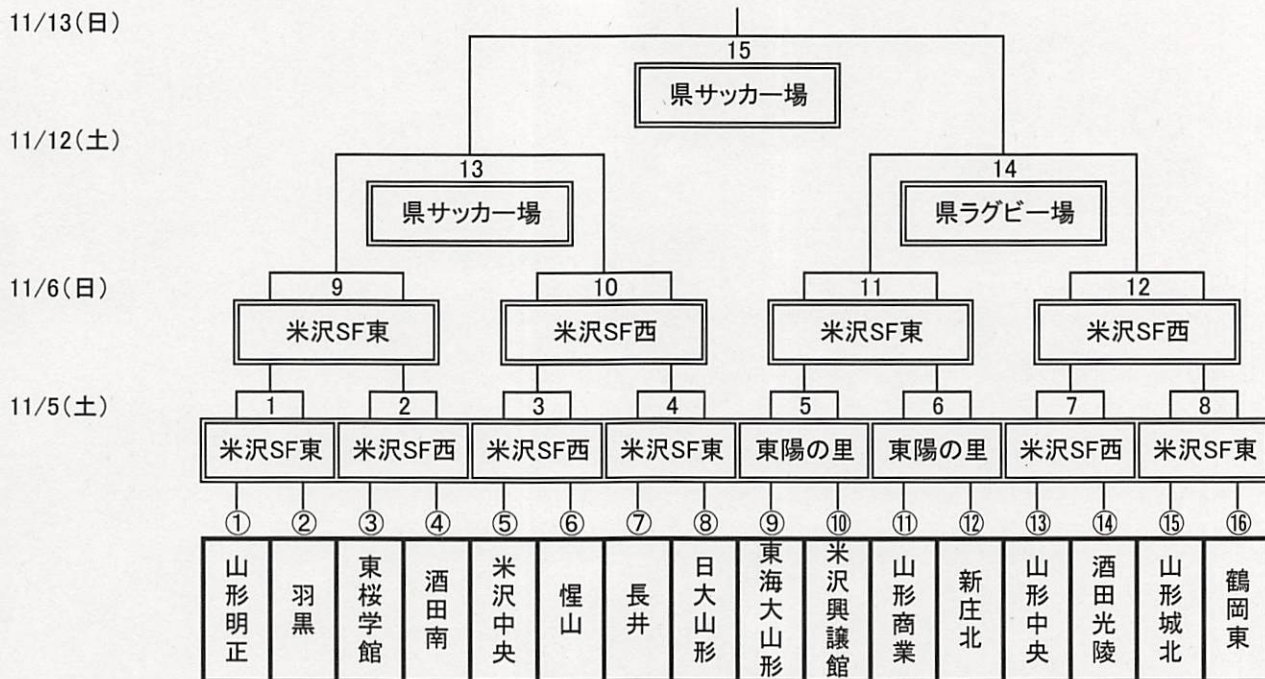 11/13(日)
15
県サッカー場
11/12(土)
13 14
県サッカー場 県ラグビー場
11/6(日) 9 10 11 12
米沢SF東 米沢SF西 米沢SF東 米沢SF西
11/5(土) 1 2 3 4 5 6 7 8
米沢SF東 米沢SF西 米沢SF西 米沢SF東 東陽の里 東陽の里 米沢SF西 米沢SF東
① ② ③ ④ ⑤ ⑥ ⑦ ⑧ ⑨ ⑩ ⑪ ⑫ ⑬ ⑭ ⑮ ⑯
山形明正
羽黒
東桜学館
酒田南
米沢中央
惺山
長井
日大山形
東海大山形
米沢興譲館
山形商業
新庄北
山形中央
酒田光陵
山形城北
鶴岡東